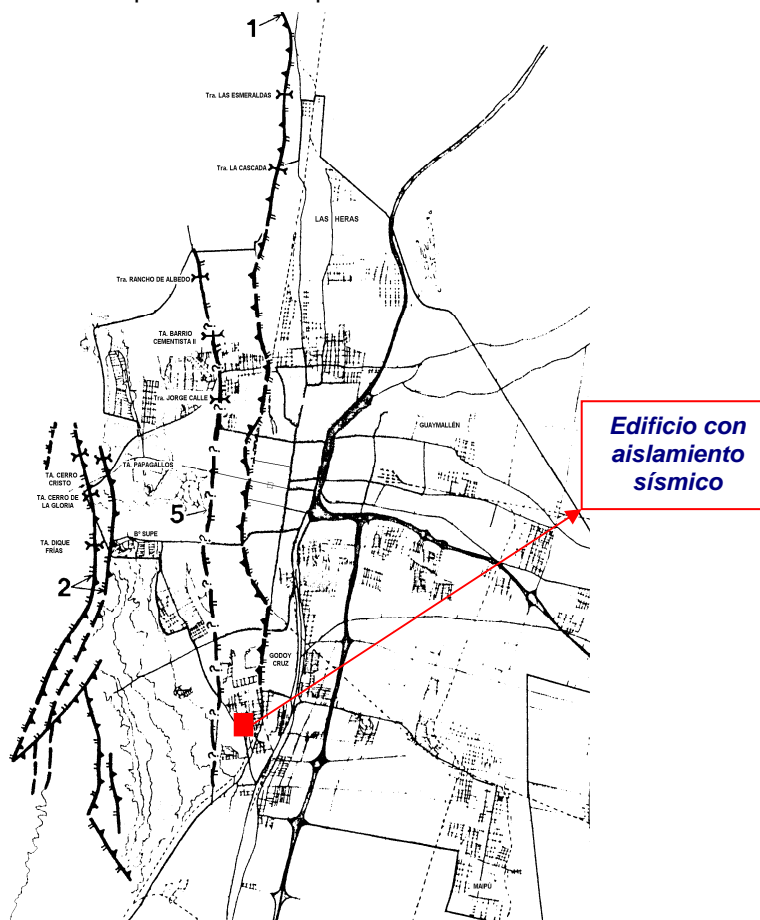 1
Tra. LAS ESMERALDAS
Tra. LA CASCADA
LAS HERAS
Tra. RANCHO DE ALBEDO
TA. BARRIO
CEMENTISTA II
Tra. JORGE CALLE
GUAYMALLÉN
Edificio con
aislamiento
sísmico
TA. PAPAGALLOS
TA. CERRO
CRISTO
TA. CERRO DE
LA GLORIA
5
Bº SUPE
TA. DIQUE
FRÍAS
2
GODOY
CRUZ
MAIPÚ
?
?
?
?
?
?
?
?